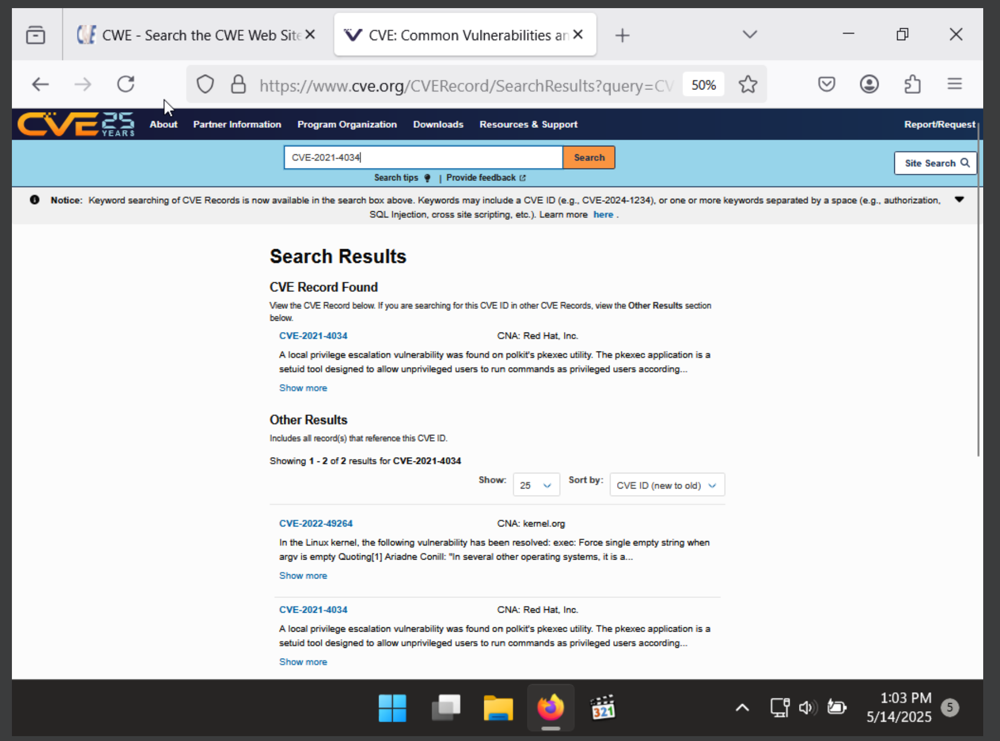 CWE - Search the CWE Web Site
CVE: Common Vulnerabilities an
https://www.cve.org/CVERecord/SearchResults?query=CV
50%
CVE 25 YEARS
About Partner Information Program Organization Downloads Resources & Support Report/Request
CVE-2021-4034 Search
Site Search
Search tips | Provide feedback
Notice: Keyword searching of CVE Records is now available in the search box above. Keywords may include a CVE ID (e.g., CVE-2024-1234), or one or more keywords separated by a space (e.g., authorization,
SQL Injection, cross site scripting, etc.). Learn more here .
Search Results
CVE Record Found
View the CVE Record below. If you are searching for this CVE ID in other CVE Records, view the Other Results section
below.
CVE-2021-4034 CNA: Red Hat, Inc.
A local privilege escalation vulnerability was found on polkit's pkexec utility. The pkexec application is a
setuid tool designed to allow unprivileged users to run commands as privileged users according...
Show more
Other Results
Includes all record(s) that reference this CVE ID.
Showing 1 - 2 of 2 results for CVE-2021-4034
Show: 25 Sort by: CVE ID (new to old)
CVE-2022-49264 CNA: kernel.org
In the Linux kernel, the following vulnerability has been resolved: exec: Force single empty string when
argv is empty Quoting[1] Ariadne Conill: "In several other operating systems, it is a...
Show more
CVE-2021-4034 CNA: Red Hat, Inc.
A local privilege escalation vulnerability was found on polkit's pkexec utility. The pkexec application is a
setuid tool designed to allow unprivileged users to run commands as privileged users according...
Show more
321
1:03 PM
5/14/2025
5